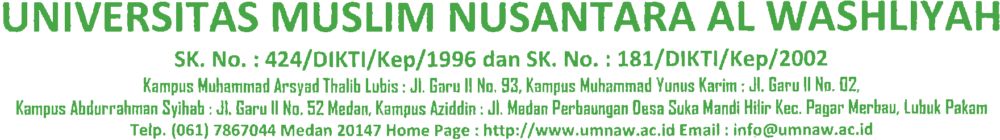 UNIVERSITAS MUSLIM NUSANTARA AL WASHLIYAH
SK. No. : 424/DIKTI/Kep/1996 dan SK. No. : 181/DIKTI/Kep/2002
Kampus Muhammad Arsyad Thalib Lubis : Jl. Garu II No. 93, Kampus Muhammad Yunus Karim : Jl. Garu II No. 02,
Kampus Abdurrahman Syihab : Jl. Garu II No. 52 Medan, Kampus Aziddin : Jl. Medan Perbaungan Desa Suka Mandi Hilir Kec. Pagar Merbau, Lubuk Pakam
Telp. (061) 7867044 Medan 20147 Home Page : http://www.umnaw.ac.id Email : info@umnaw.ac.id